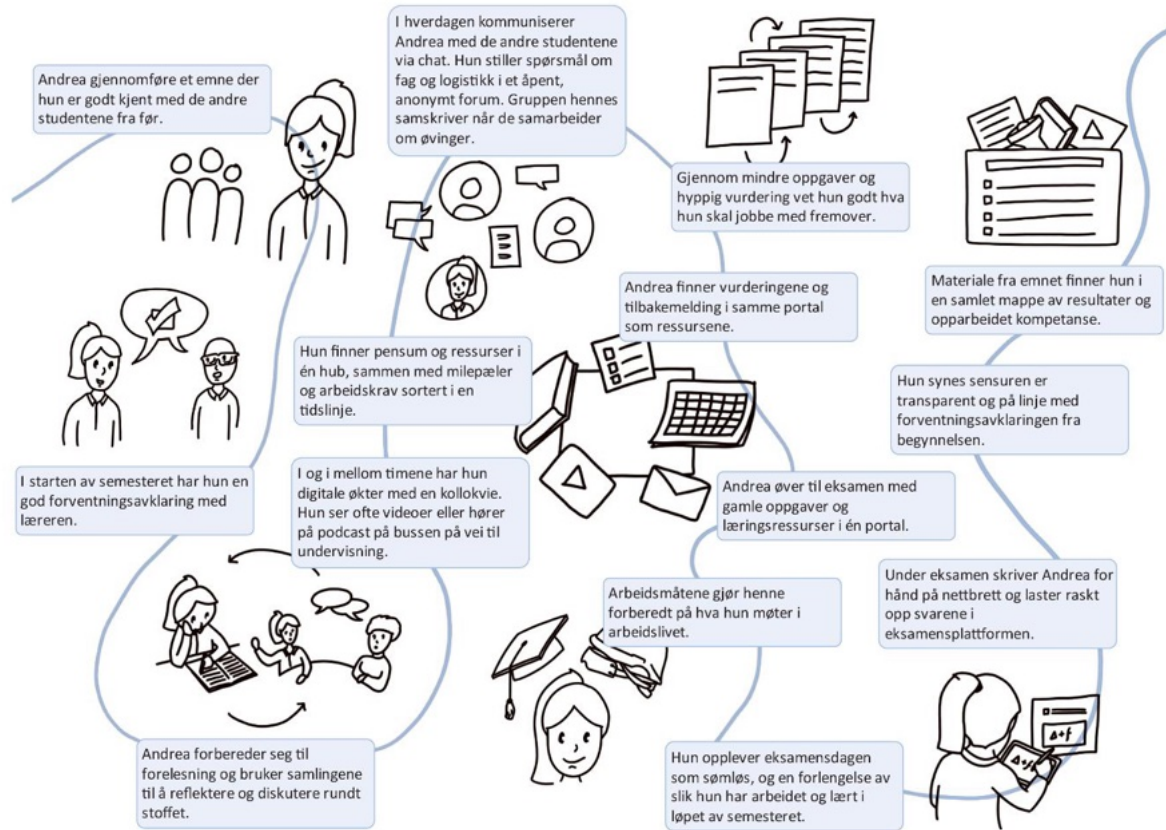 Andrea gjennomføre et emne der
hun er godt kjent med de andre
studentene fra før.
I starten av semesteret har hun en
god forventningsavklaring med
læreren.
Andrea forbereder seg til
forelesning og bruker samlingene
til å reflektere og diskutere rundt
stoffet.
I og i mellom timene har hun
digitale økter med en kollokvie.
Hun ser ofte videoer eller hører
på podcast på bussen på vei til
undervisning.
Hun finner pensum og ressurser i
én hub, sammen med milepæler
og arbeidskrav sortert i en
tidslinje.
I hverdagen kommuniserer
Andrea med de andre studentene
via chat. Hun stiller spørsmål om
fag og logistikk i et åpent,
anonymt forum. Gruppen hennes
samskriver når de samarbeider
om øvinger.
Gjennom mindre oppgaver og
hyppig vurdering vet hun godt hva
hun skal jobbe med fremover.
Andrea finner vurderingene og
tilbakemelding i samme portal
som ressursene.
Andrea øver til eksamen med
gamle oppgaver og
læringsressurser i én portal.
Arbeidsmåtene gjør henne
forberedt på hva hun møter i
arbeidslivet.
Hun opplever eksamensdagen
som sømløs, og en forlengelse av
slik hun har arbeidet og lært i
løpet av semesteret.
Under eksamen skriver Andrea for
hånd på nettbrett og laster raskt
opp svarene i
eksamensplattformen.
Hun synes sensuren er
transparent og på linje med
forventningsavklaringen fra
begynnelsen.
Materiale fra emnet finner hun i
en samlet mappe av resultater og
opparbeidet kompetanse.